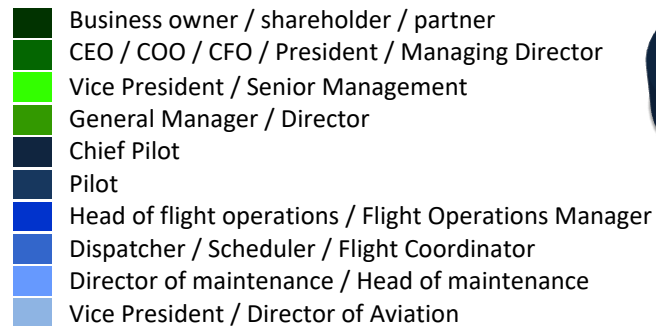 Business owner / shareholder / partner
CEO / COO / CFO / President / Managing Director
Vice President / Senior Management
General Manager / Director
Chief Pilot
Pilot
Head of flight operations / Flight Operations Manager
Dispatcher / Scheduler / Flight Coordinator
Director of maintenance / Head of maintenance
Vice President / Director of Aviation